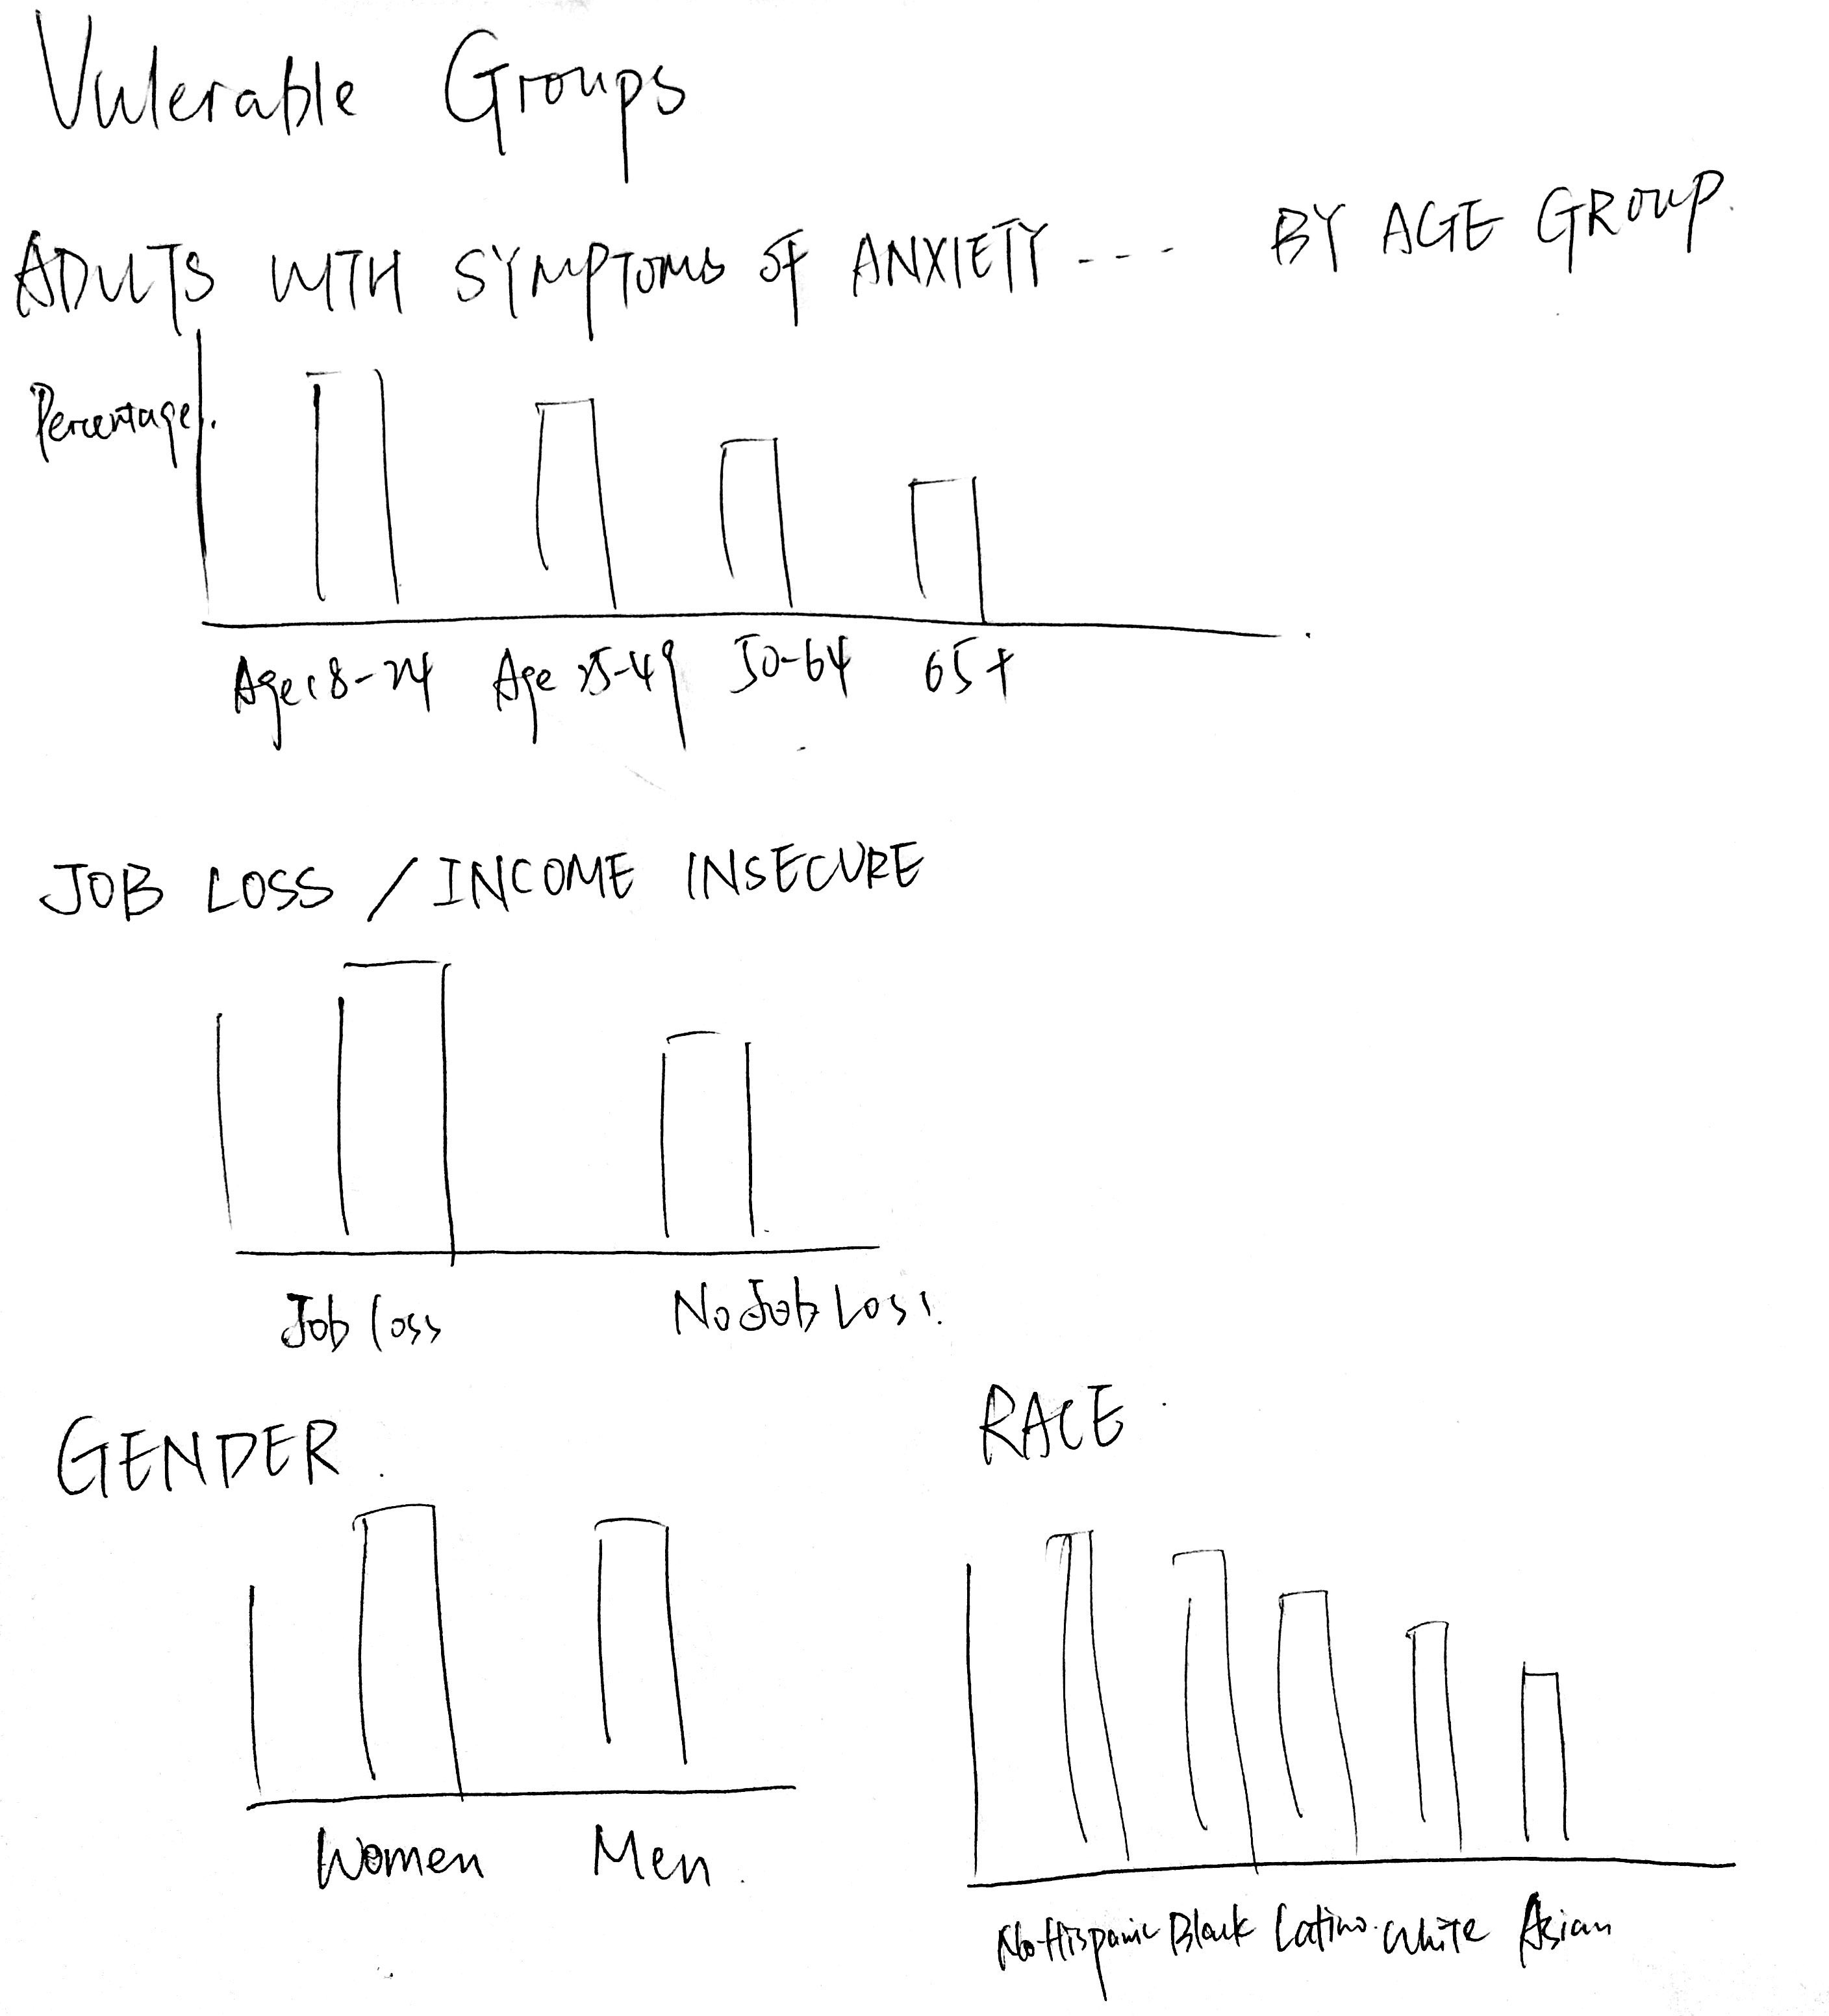 Vulerable Groups
ADULTS WITH SYMPTOMS OF ANXIETY --- BY AGE GROUP.
Percentage.
Age 18-24 Age 25-49 50-64 65+
JOB LOSS / INCOME INSECURE
Job loss No Job Loss.
GENDER.
RACE.
Women Men.
No-Hispanic Black Latino. White Asian